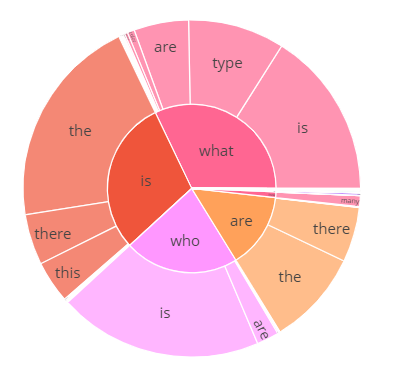 are
type
is
the
what
is
there
this
who
are
there
the
many
is
are